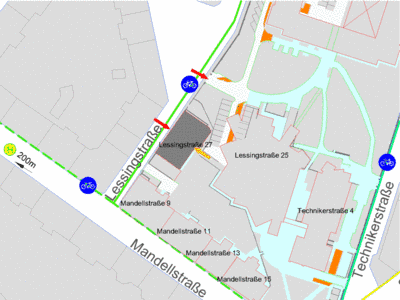 Lessingstraße
Lessingstraße 27
Lessingstraße 25
200m
Mandellstraße 9
Technikerstraße 4
Mandellstraße 11
Mandellstraße 13
Mandellstraße 15
Mandellstraße
Technikerstraße